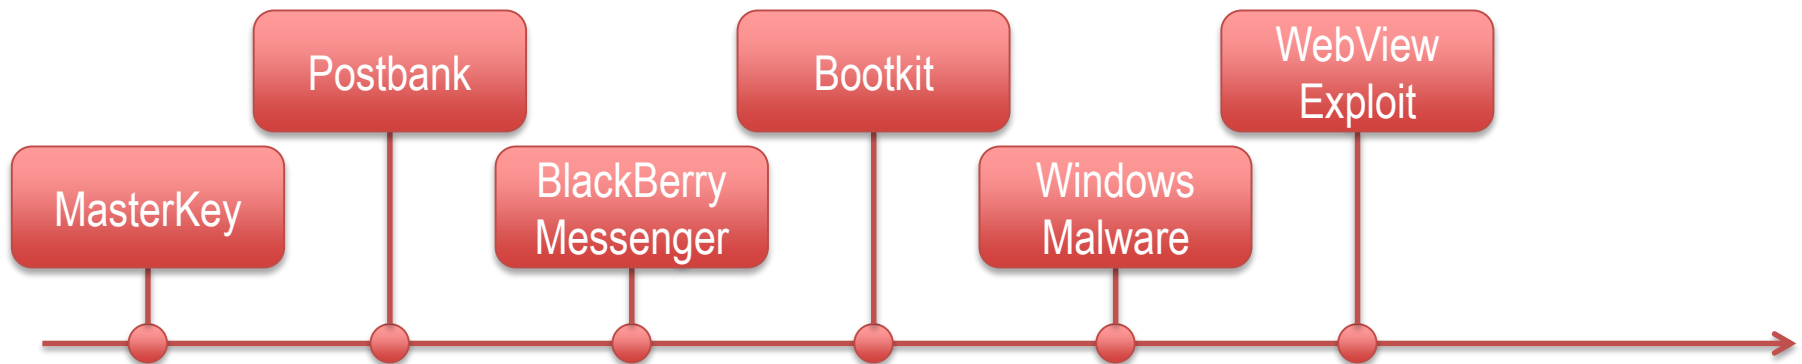 MasterKey
Postbank
BlackBerry
Messenger
Bootkit
Windows
Malware
WebView
Exploit